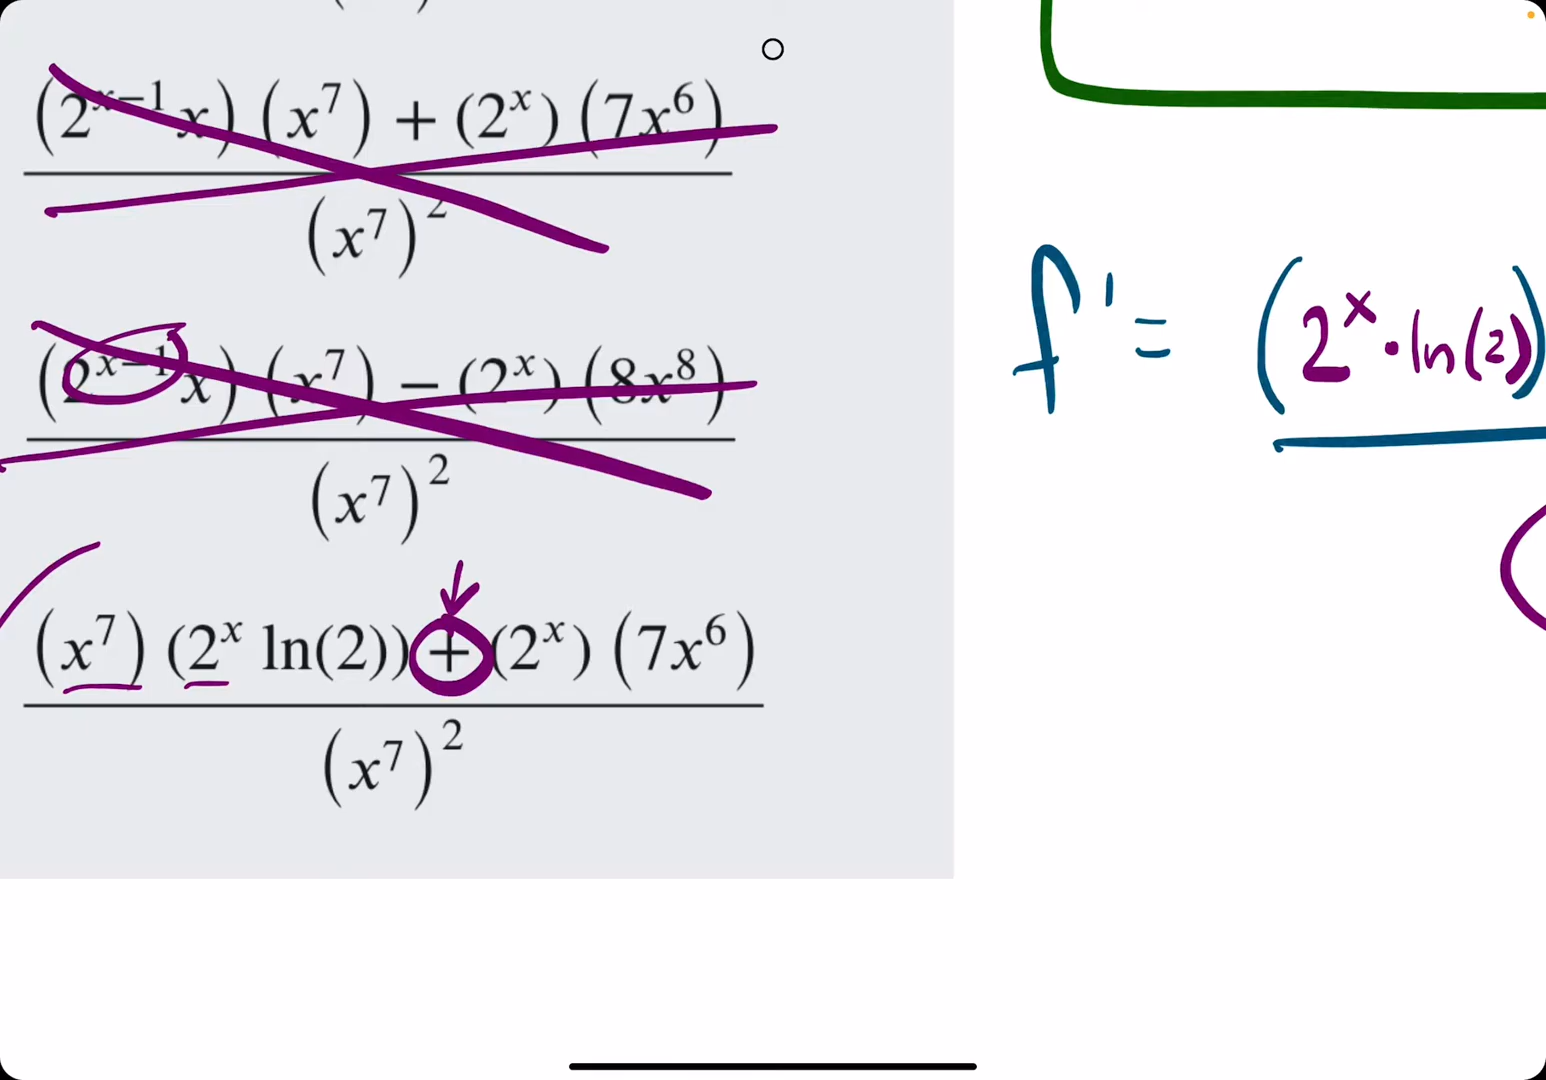 (2^{x−1}x)(x^7) + (2^x)(7x^6)
(x^7)^2
(2^{x−1}x)(x^7) − (2^x)(8x^8)
(x^7)^2
(x^7)(2^x ln(2)) + (2^x)(7x^6)
(x^7)^2
f' = (2^x · ln(2))